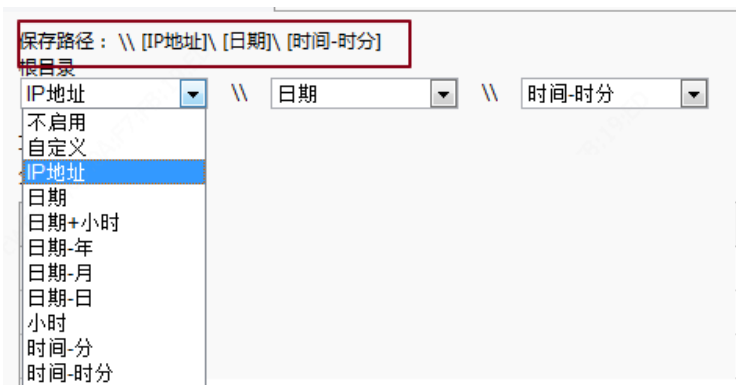 保存路径：\\ [IP地址]\ [日期]\ [时间-时分]
根目录
IP地址 \\ 日期 \\ 时间-时分
不启用
自定义
IP地址
日期
日期+小时
日期-年
日期-月
日期-日
小时
时间-分
时间-时分